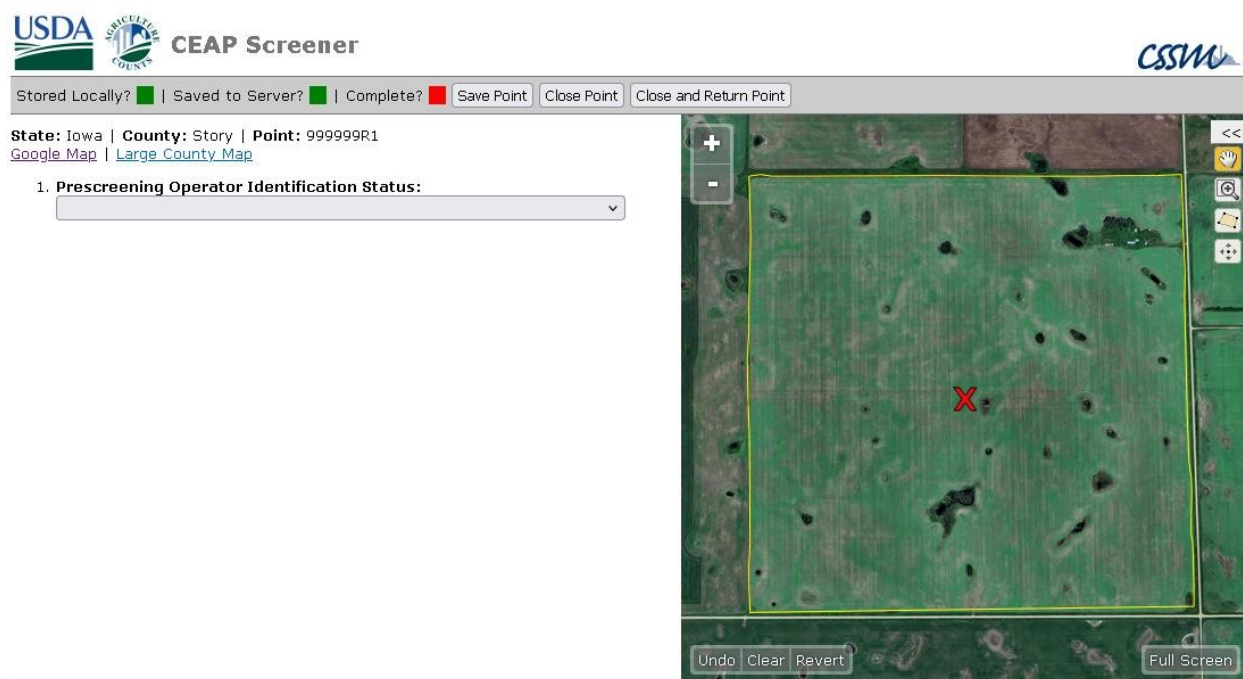 USDA
AGRICULTURE
COUNTS
CEAP Screener
CSSM
Stored Locally? | Saved to Server? | Complete? Save Point Close Point Close and Return Point
State: Iowa | County: Story | Point: 999999R1
Google Map | Large County Map
1. Prescreening Operator Identification Status:
+
-
<<
X
Undo Clear Revert
Full Screen